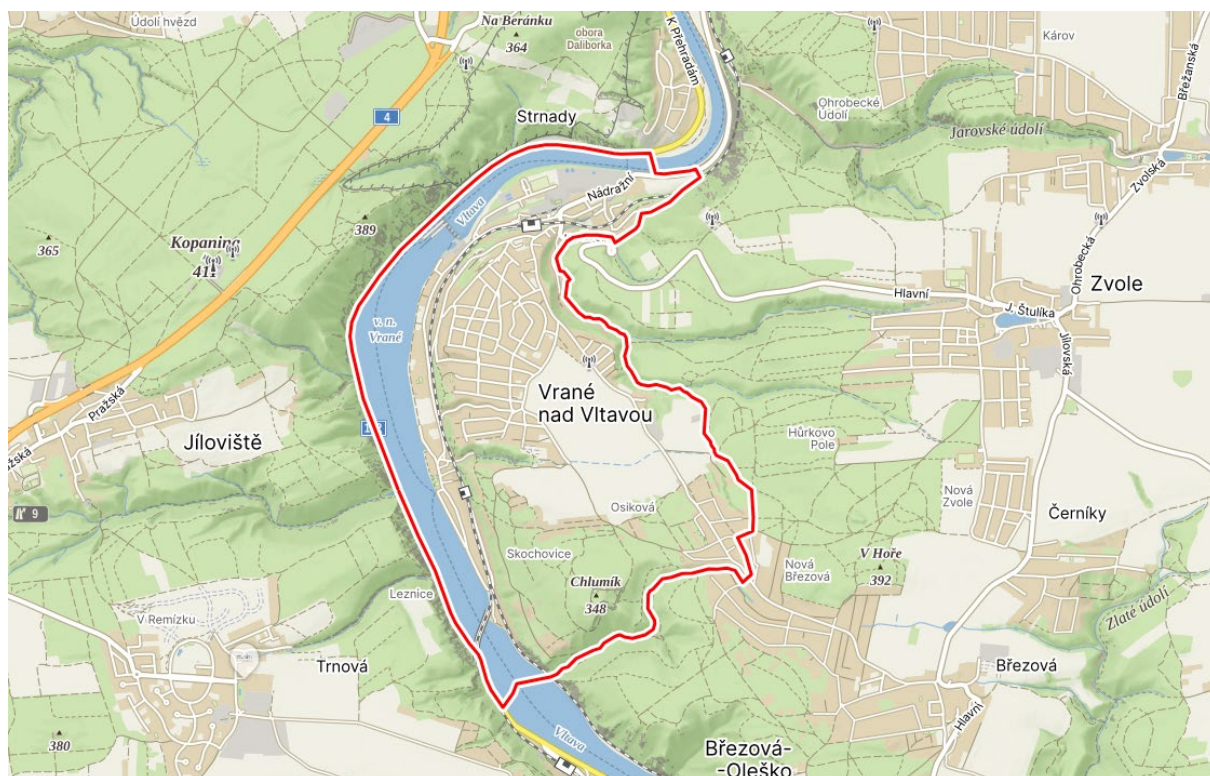 Údolí hvězd
Na Beránku
364
obora
Daliborka
K Přehradám
Károv
Břežanská
4
Strnady
Ohrobecké
Údolí
Jarovské údolí
Zvolská
Nádražní
Vltava
389
365
Kopanina
Ohrobecká
Zvole
Hlavní
J. Štulíka
v. n.
Vrané
Jílovská
Pražská
Vrané
nad Vltavou
Jíloviště
Hůrkovo
Pole
9
Osiková
Nová
Zvole
Černíky
Skochovice
V Hoře
392
Nová
Březová
Chlumík
348
Leznice
V Remízku
Zlaté údolí
Trnová
Březová
Hlavní
380
Vltava
Březová-
-Oleško